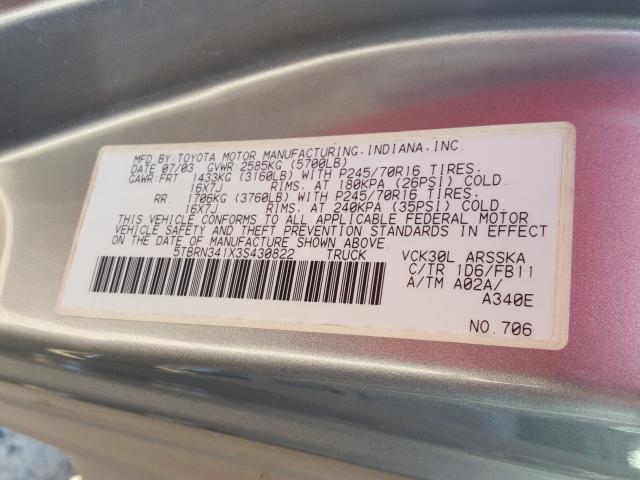 MFD.BY:TOYOTA MOTOR MANUFACTURING,INDIANA,INC.
DATE 07/03 GVWR 2585KG (5700LB)
GAWR:FRT. 1433KG (3160LB) WITH P245/70R16 TIRES,
16X7J RIMS, AT 180KPA (26PSI) COLD.
RR. 1706KG (3760LB) WITH P245/70R16 TIRES,
16X7J RIMS, AT 240KPA (35PSI) COLD.
THIS VEHICLE CONFORMS TO ALL APPLICABLE FEDERAL MOTOR
VEHICLE SAFETY AND THEFT PREVENTION STANDARDS IN EFFECT
ON THE DATE OF MANUFACTURE SHOWN ABOVE.
5TBRN341X3S430822 TRUCK VCK30L ARSSKA
C/TR 1D6/FB11
A/TM A02A/
A340E
NO.706